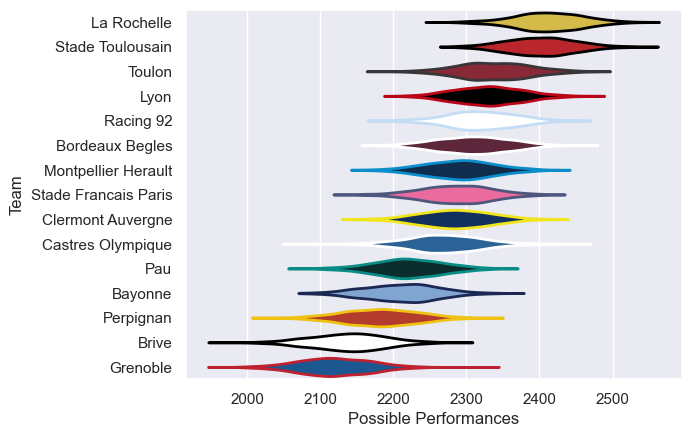 La Rochelle
Stade Toulousain
Toulon
Lyon
Racing 92
Bordeaux Begles
Montpellier Herault
Stade Francais Paris
Clermont Auvergne
Castres Olympique
Pau
Bayonne
Perpignan
Brive
Grenoble
Team
2000 2100 2200 2300 2400 2500
Possible Performances